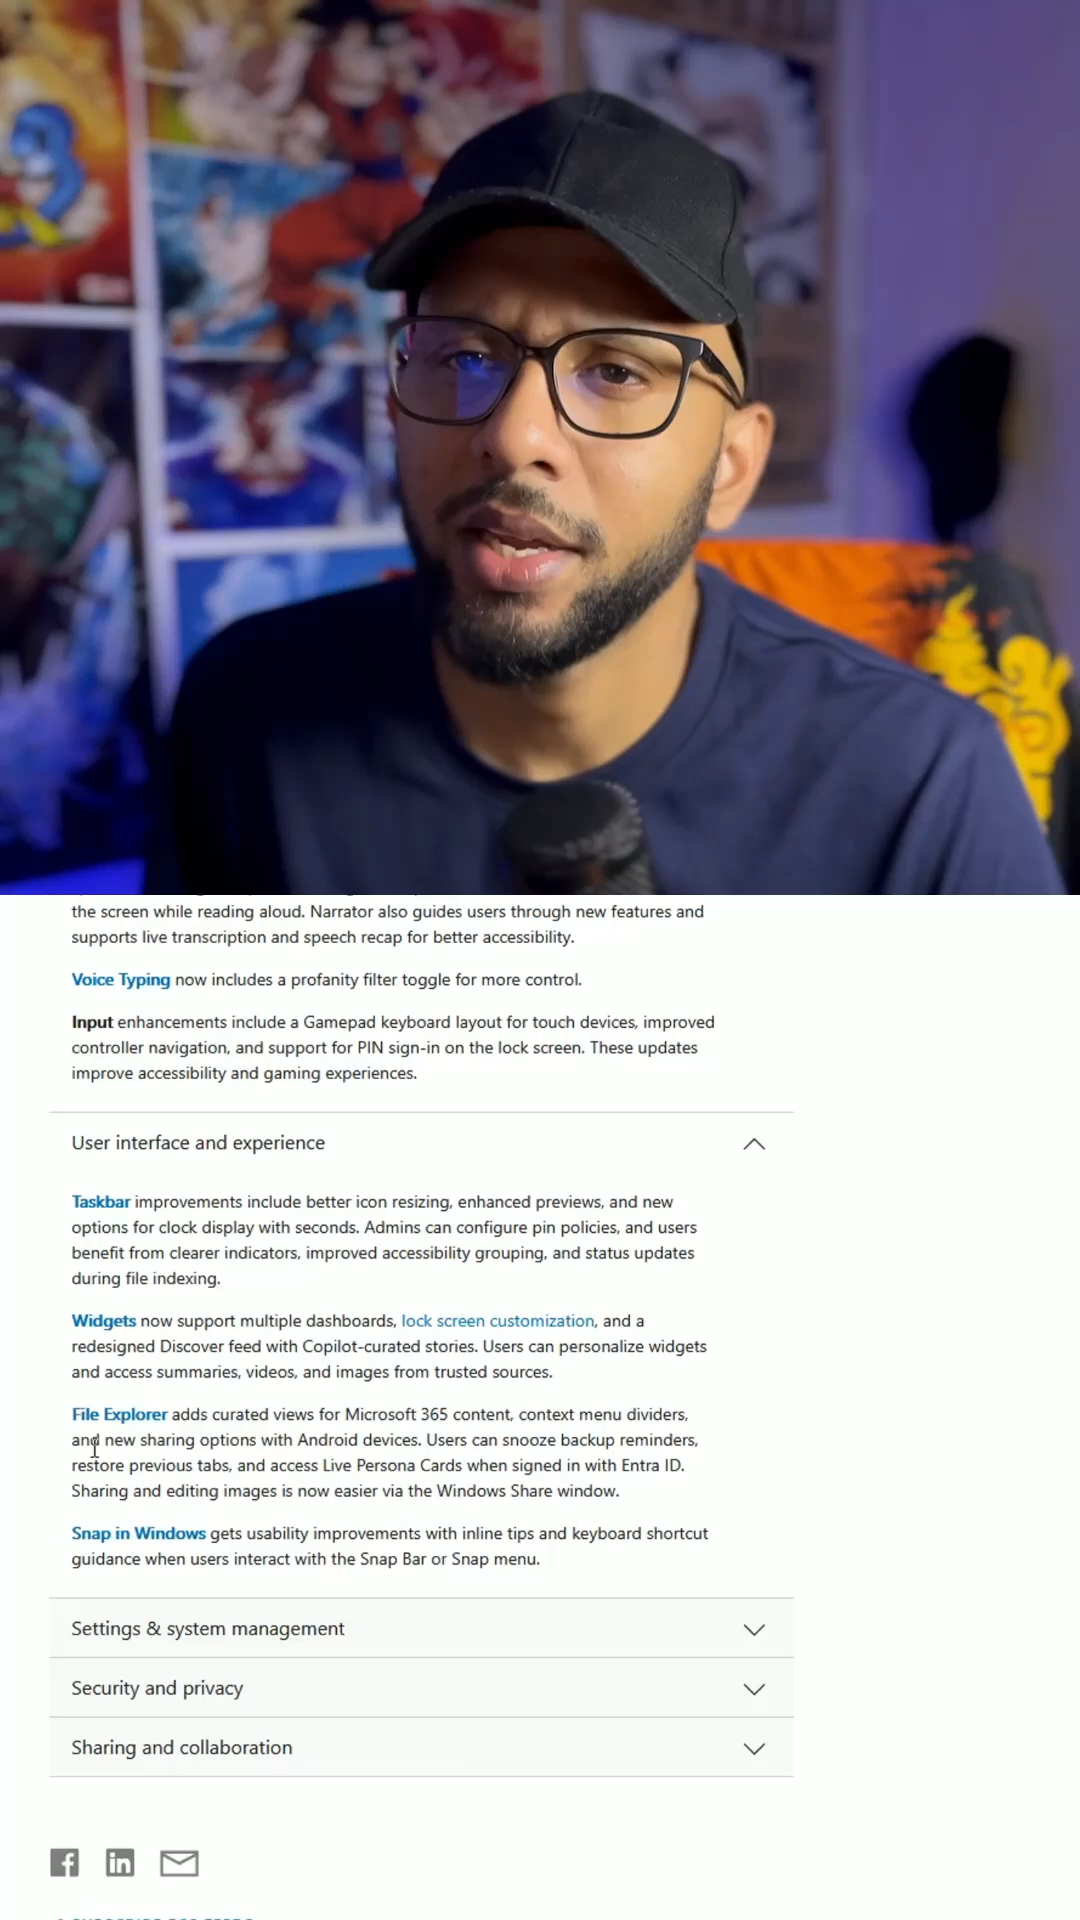 the screen while reading aloud. Narrator also guides users through new features and
supports live transcription and speech recap for better accessibility.
Voice Typing now includes a profanity filter toggle for more control.
Input enhancements include a Gamepad keyboard layout for touch devices, improved
controller navigation, and support for PIN sign-in on the lock screen. These updates
improve accessibility and gaming experiences.
User interface and experience
Taskbar improvements include better icon resizing, enhanced previews, and new
options for clock display with seconds. Admins can configure pin policies, and users
benefit from clearer indicators, improved accessibility grouping, and status updates
during file indexing.
Widgets now support multiple dashboards, lock screen customization, and a
redesigned Discover feed with Copilot-curated stories. Users can personalize widgets
and access summaries, videos, and images from trusted sources.
File Explorer adds curated views for Microsoft 365 content, context menu dividers,
and new sharing options with Android devices. Users can snooze backup reminders,
restore previous tabs, and access Live Persona Cards when signed in with Entra ID.
Sharing and editing images is now easier via the Windows Share window.
Snap in Windows gets usability improvements with inline tips and keyboard shortcut
guidance when users interact with the Snap Bar or Snap menu.
Settings & system management
Security and privacy
Sharing and collaboration